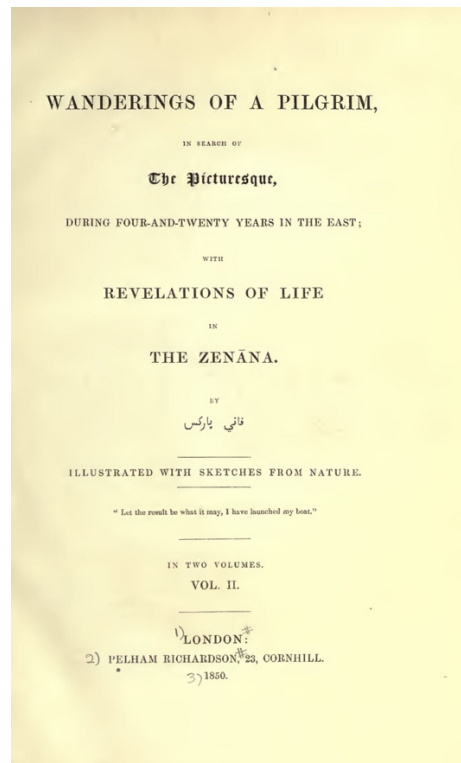 WANDERINGS OF A PILGRIM,
IN SEARCH OF
The Picturesque,
DURING FOUR-AND-TWENTY YEARS IN THE EAST;
WITH
REVELATIONS OF LIFE
IN
THE ZENĀNA.
BY
فاني پاركس
ILLUSTRATED WITH SKETCHES FROM NATURE.
"Let the result be what it may, I have launched my boat."
IN TWO VOLUMES.
VOL. II.
1) LONDON: #
2) PELHAM RICHARDSON, # 23, CORNHILL.
3) 1850.